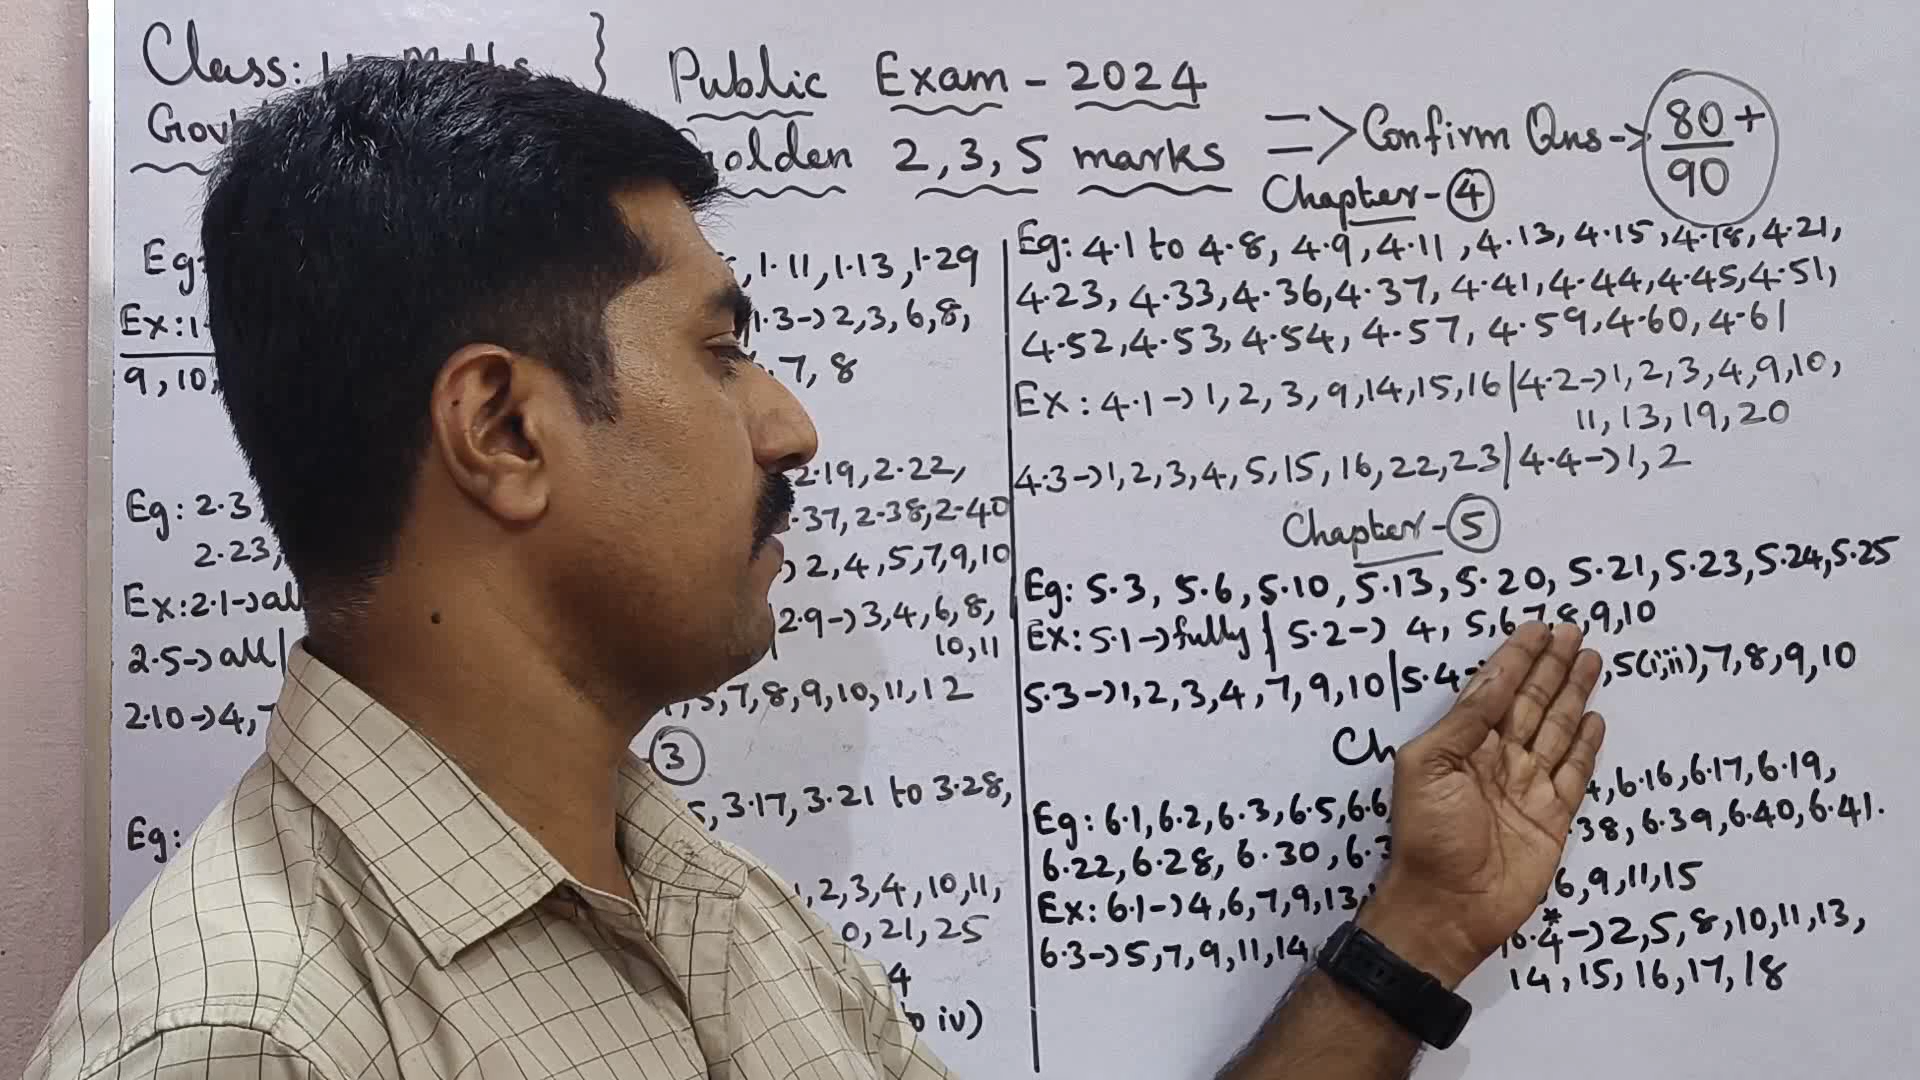 Class: 11
Public Exam - 2024
Golden 2,3,5 marks => Confirm Qns -> 80+/90
Eg
1.11, 1.13, 1.29
Ex: 1
1.3->2,3,6,8,
9,10,
7, 8
2.19, 2.22,
Eg: 2.3
.37, 2.38, 2.40
2.23,
2,4,5,7,9,10
Ex: 2.1->all
2.9->3,4,6,8,
10,11
2.5->all|
5,7,8,9,10,11,12
2.10->4,
3
Eg:
3.17, 3.21 to 3.28,
1,2,3,4,10,11,
21,25
4
iv)
Chapter-4
Eg: 4.1 to 4.8, 4.9, 4.11, 4.13, 4.15, 4.18, 4.21,
4.23, 4.33, 4.36, 4.37, 4.41, 4.44, 4.45, 4.51,
4.52, 4.53, 4.54, 4.57, 4.59, 4.60, 4.61
Ex: 4.1->1,2,3,9,14,15,16|4.2->1,2,3,4,9,10,
11,13,19,20
4.3->1,2,3,4,5,15,16,22,23|4.4->1,2
Chapter-5
Eg: 5.3, 5.6, 5.10, 5.13, 5.20, 5.21, 5.23, 5.24, 5.25
Ex: 5.1->fully | 5.2-> 4, 5,6,7,8,9,10
5.3->1,2,3,4,7,9,10|5.4
,5(i,ii),7,8,9,10
Ch
Eg: 6.1, 6.2, 6.3, 6.5, 6.6
, 6.16, 6.17, 6.19,
6.22, 6.28, 6.30,
38, 6.39, 6.40, 6.41.
Ex: 6.1->4,6,7,9,13,
6,9,11,15
6.3->5,7,9,11,14
6.4*->2,5,8,10,11,13,
14,15,16,17,18